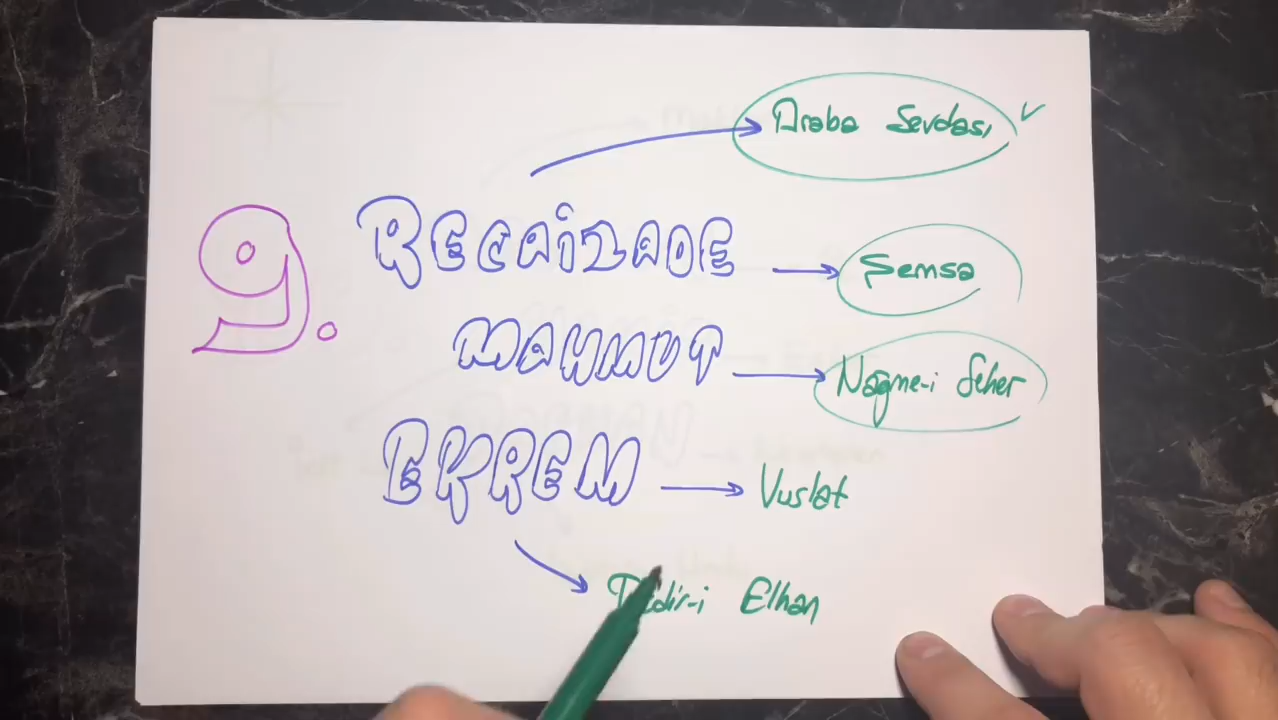 Araba Sevdası
9. RECAİZADE
Şemsa
MAHMUT
Nağme-i Seher
EKREM
Vuslat
Elhan